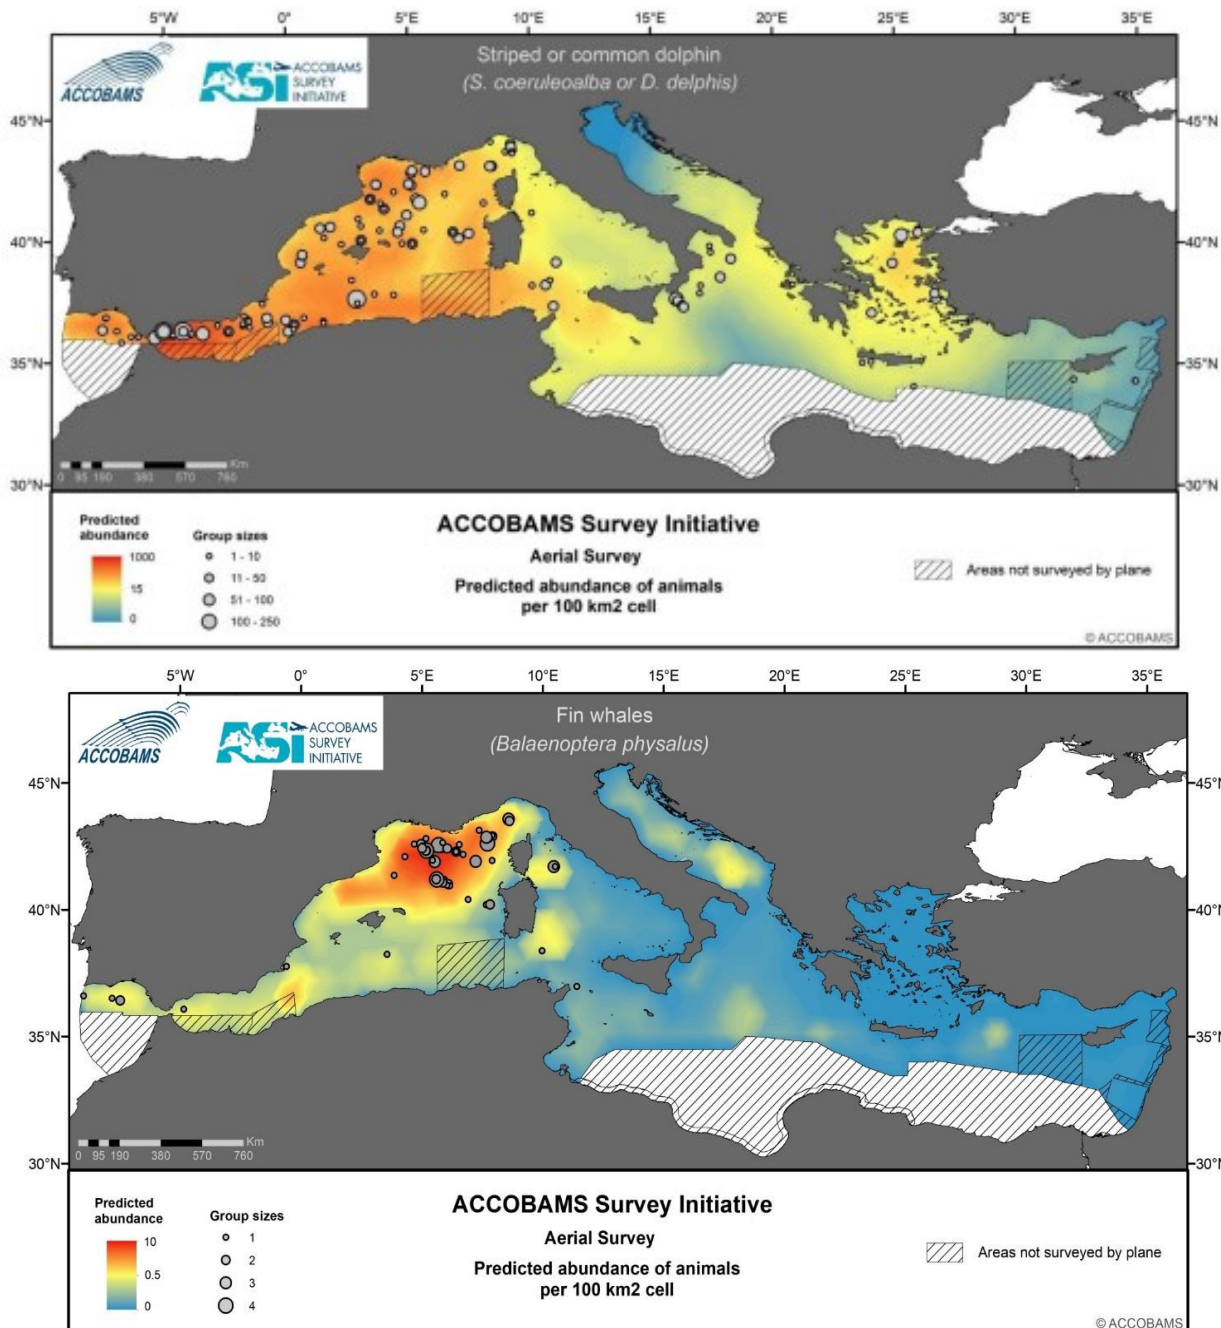 5°W 0° 5°E 10°E 15°E 20°E 25°E 30°E 35°E
ACCOBAMS
ASI ACCOBAMS
SURVEY
INITIATIVE
Striped or common dolphin
(S. coeruleoalba or D. delphis)
45°N 45°N
40°N 40°N
35°N 35°N
30°N 30°N
Km
0 95 190 380 570 760
Predicted
abundance
1000
15
0
Group sizes
1 - 10
11 - 50
51 - 100
100 - 250
ACCOBAMS Survey Initiative
Aerial Survey
Predicted abundance of animals
per 100 km2 cell
Areas not surveyed by plane
© ACCOBAMS
5°W 0° 5°E 10°E 15°E 20°E 25°E 30°E 35°E
ACCOBAMS
ASI ACCOBAMS
SURVEY
INITIATIVE
Fin whales
(Balaenoptera physalus)
45°N 45°N
40°N 40°N
35°N 35°N
30°N 30°N
Km
0 95 190 380 570 760
Predicted
abundance
10
0.5
0
Group sizes
1
2
3
4
ACCOBAMS Survey Initiative
Aerial Survey
Predicted abundance of animals
per 100 km2 cell
Areas not surveyed by plane
© ACCOBAMS